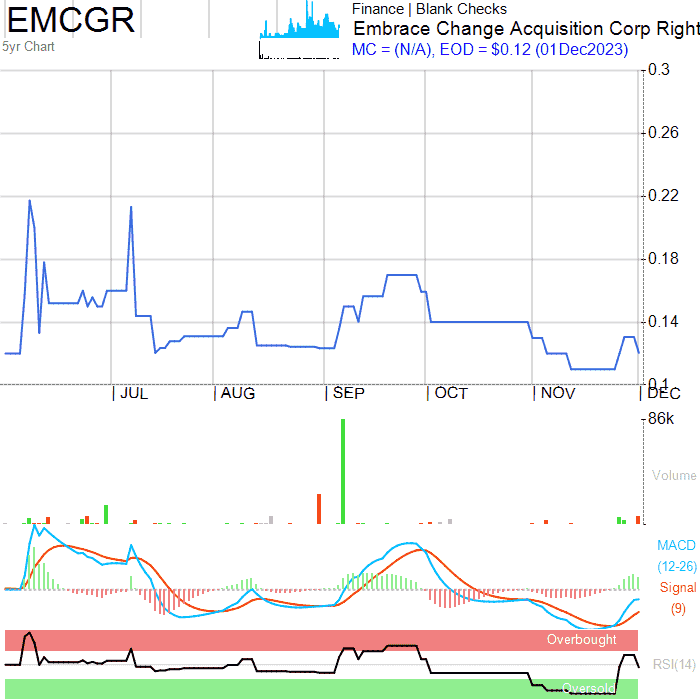 EMCGR
5yr Chart
Finance | Blank Checks
Embrace Change Acquisition Corp Right
MC = (N/A), EOD = $0.12 (01Dec2023)
0.3
0.26
0.22
0.18
0.14
0.1
JUL
AUG
SEP
OCT
NOV
DEC
86k
Volume
MACD
(12-26)
Signal
(9)
Overbought
RSI(14)
Oversold